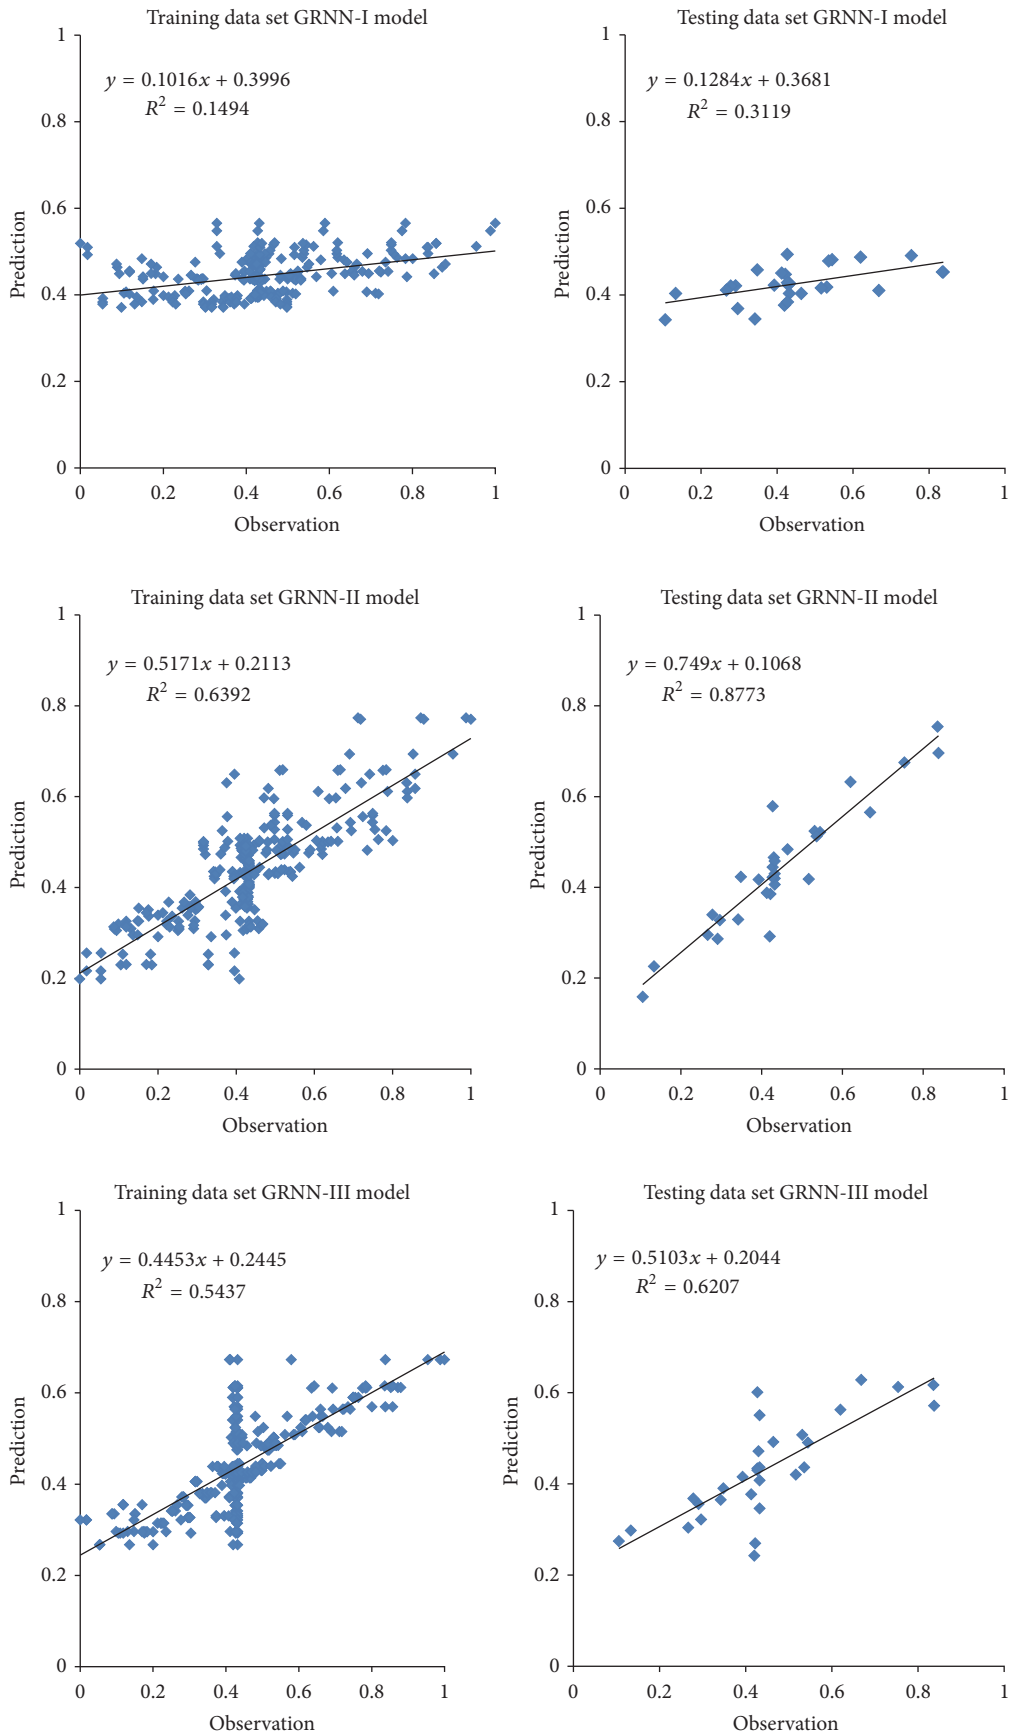 Training data set GRNN-I model
y = 0.1016x + 0.3996
R² = 0.1494
1
0.8
0.6
0.4
0.2
0
Prediction
0 0.2 0.4 0.6 0.8 1
Observation
Testing data set GRNN-I model
y = 0.1284x + 0.3681
R² = 0.3119
1
0.8
0.6
0.4
0.2
0
Prediction
0 0.2 0.4 0.6 0.8 1
Observation
Training data set GRNN-II model
y = 0.5171x + 0.2113
R² = 0.6392
1
0.8
0.6
0.4
0.2
0
Prediction
0 0.2 0.4 0.6 0.8 1
Observation
Testing data set GRNN-II model
y = 0.749x + 0.1068
R² = 0.8773
1
0.8
0.6
0.4
0.2
0
Prediction
0 0.2 0.4 0.6 0.8 1
Observation
Training data set GRNN-III model
y = 0.4453x + 0.2445
R² = 0.5437
1
0.8
0.6
0.4
0.2
0
Prediction
0 0.2 0.4 0.6 0.8 1
Observation
Testing data set GRNN-III model
y = 0.5103x + 0.2044
R² = 0.6207
1
0.8
0.6
0.4
0.2
0
Prediction
0 0.2 0.4 0.6 0.8 1
Observation